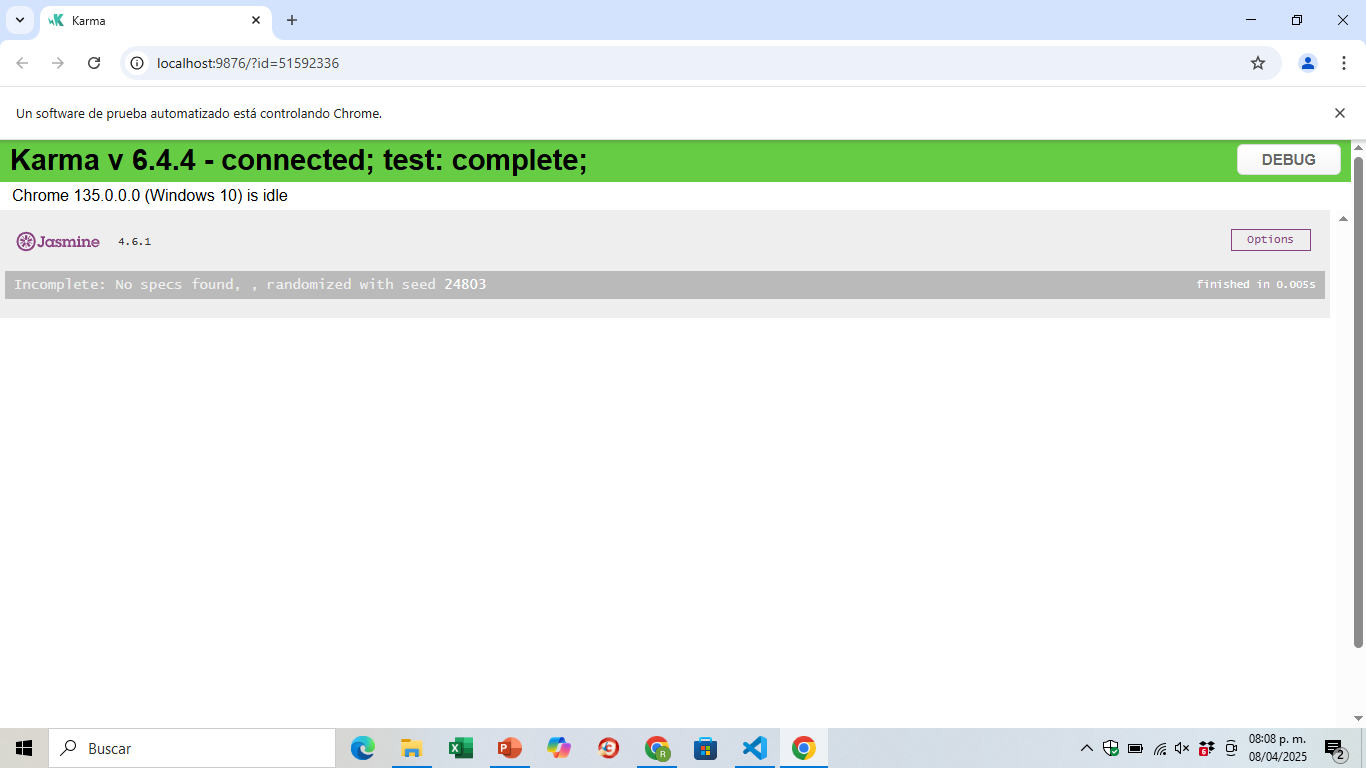 Karma
localhost:9876/?id=51592336
Un software de prueba automatizado está controlando Chrome.
Karma v 6.4.4 - connected; test: complete;
DEBUG
Chrome 135.0.0.0 (Windows 10) is idle
Jasmine 4.6.1
Options
Incomplete: No specs found, , randomized with seed 24803
finished in 0.005s
Buscar
08:08 p. m.
08/04/2025
2